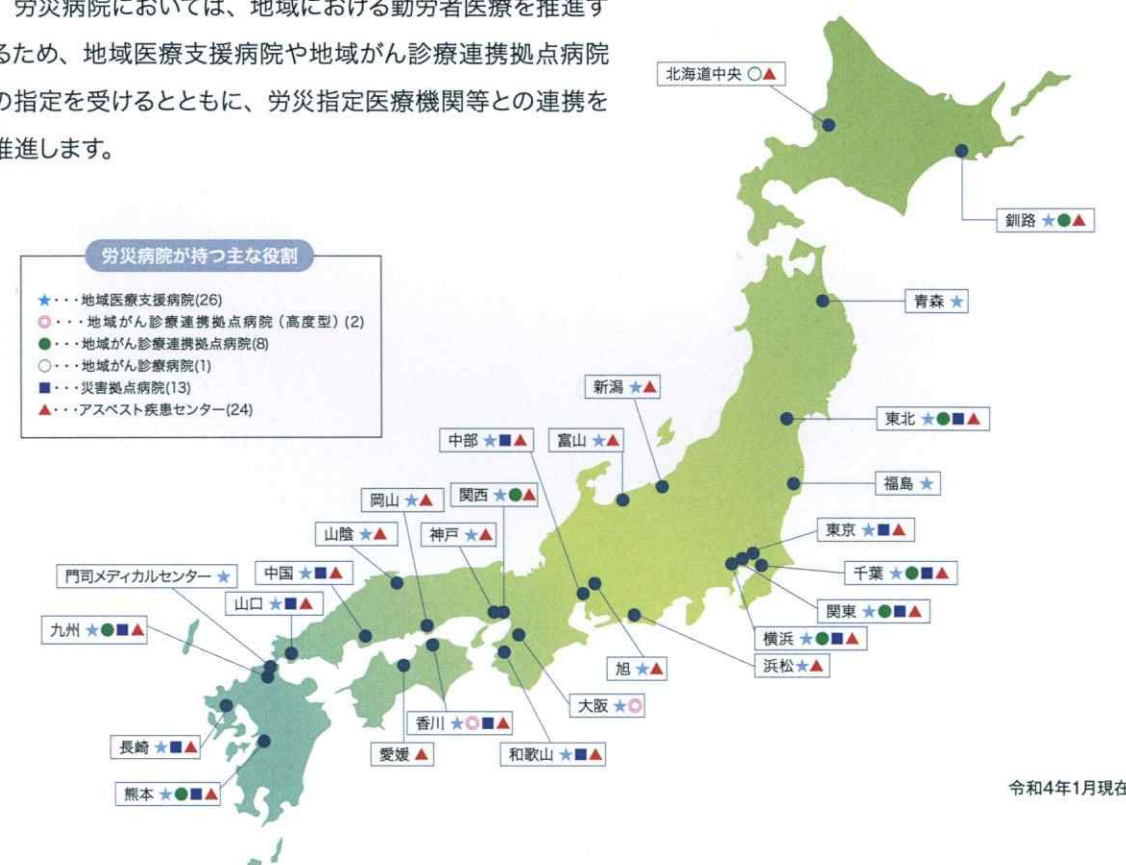 労災病院においては、地域における勤労者医療を推進す
るため、地域医療支援病院や地域がん診療連携拠点病院
の指定を受けるとともに、労災指定医療機関等との連携を
推進します。
労災病院が持つ主な役割
★・・・地域医療支援病院(26)
◎・・・地域がん診療連携拠点病院(高度型)(2)
●・・・地域がん診療連携拠点病院(8)
○・・・地域がん診療病院(1)
■・・・災害拠点病院(13)
▲・・・アスベスト疾患センター(24)
北海道中央 ○▲
釧路 ★●▲
青森 ★
新潟 ★▲
東北 ★●■▲
中部 ★■▲
富山 ★▲
福島 ★
岡山 ★▲
関西 ★●▲
山陰 ★▲
神戸 ★▲
東京 ★■▲
門司メディカルセンター ★
中国 ★■▲
千葉 ★●■▲
山口 ★■▲
関東 ★●■▲
九州 ★●■▲
横浜 ★●■▲
旭 ★▲
浜松 ★▲
大阪 ★◎
香川 ★◎■▲
長崎 ★■▲
愛媛 ▲
和歌山 ★■▲
熊本 ★●■▲
令和4年1月現在